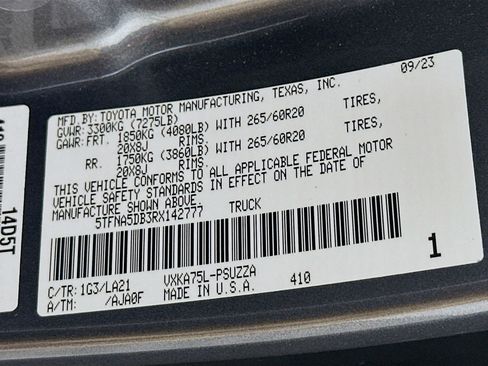 09/23
MFD.BY: TOYOTA MOTOR MANUFACTURING, TEXAS, INC.
GVWR: 3300KG (7275LB)
GAWR: FRT. 1850KG (4080LB) WITH 265/60R20 TIRES,
20X8J RIMS,
RR. 1750KG (3860LB) WITH 265/60R20 TIRES,
20X8J RIMS.
THIS VEHICLE CONFORMS TO ALL APPLICABLE FEDERAL MOTOR
VEHICLE SAFETY STANDARDS IN EFFECT ON THE DATE OF
MANUFACTURE SHOWN ABOVE.
5TFNA5DB3RX142777 TRUCK
C/TR: 1G3/LA21 VXKA75L-PSUZZA
A/TM: /AJA0F MADE IN U.S.A. 410
1
14D5T